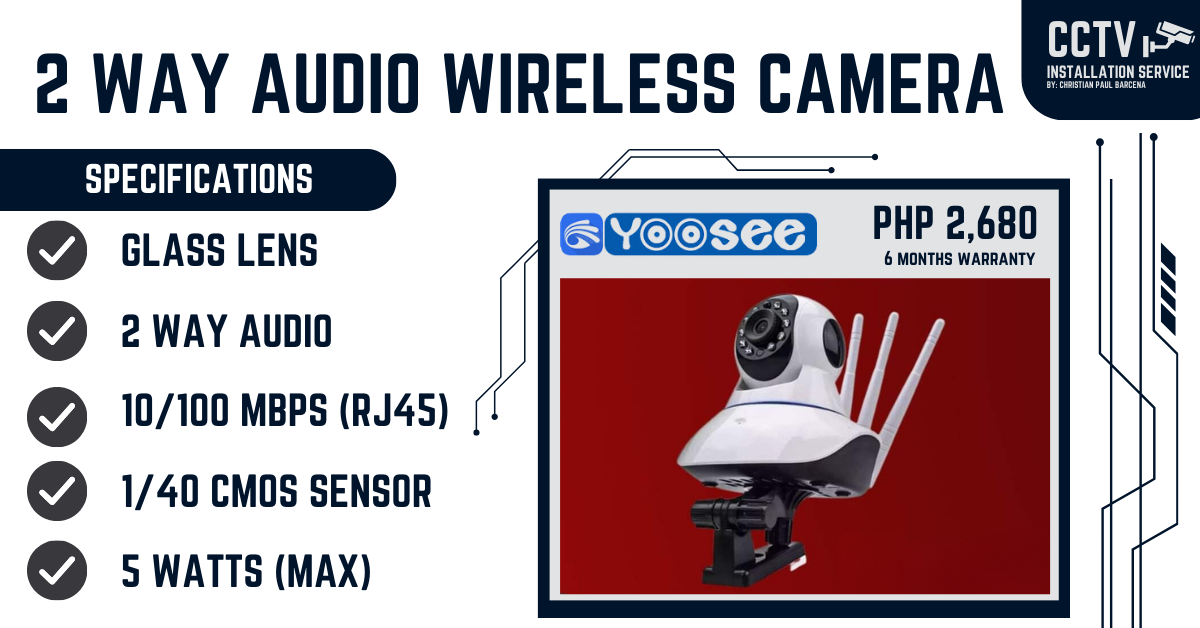 2 WAY AUDIO WIRELESS CAMERA
CCTV
INSTALLATION SERVICE
BY: CHRISTIAN PAUL BARCENA
SPECIFICATIONS
GLASS LENS
2 WAY AUDIO
10/100 MBPS (RJ45)
1/40 CMOS SENSOR
5 WATTS (MAX)
YOOSEE
PHP 2,680
6 MONTHS WARRANTY